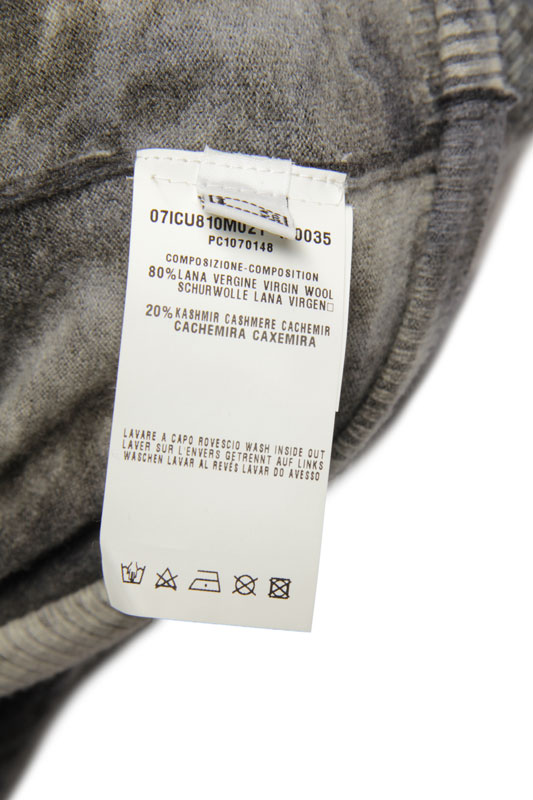 07ICU810M021 0035
PC1070148
COMPOSIZIONE-COMPOSITION
80%LANA VERGINE VIRGIN WOOL
SCHURWOLLE LANA VIRGEN□
20%KASHMIR CASHMERE CACHEMIR
CACHEMIRA CAXEMIRA
LAVARE A CAPO ROVESCIO WASH INSIDE OUT
LAVER SUR L'ENVERS GETRENNT AUF LINKS
WASCHEN LAVAR AL REVÉS LAVAR DO AVESSO